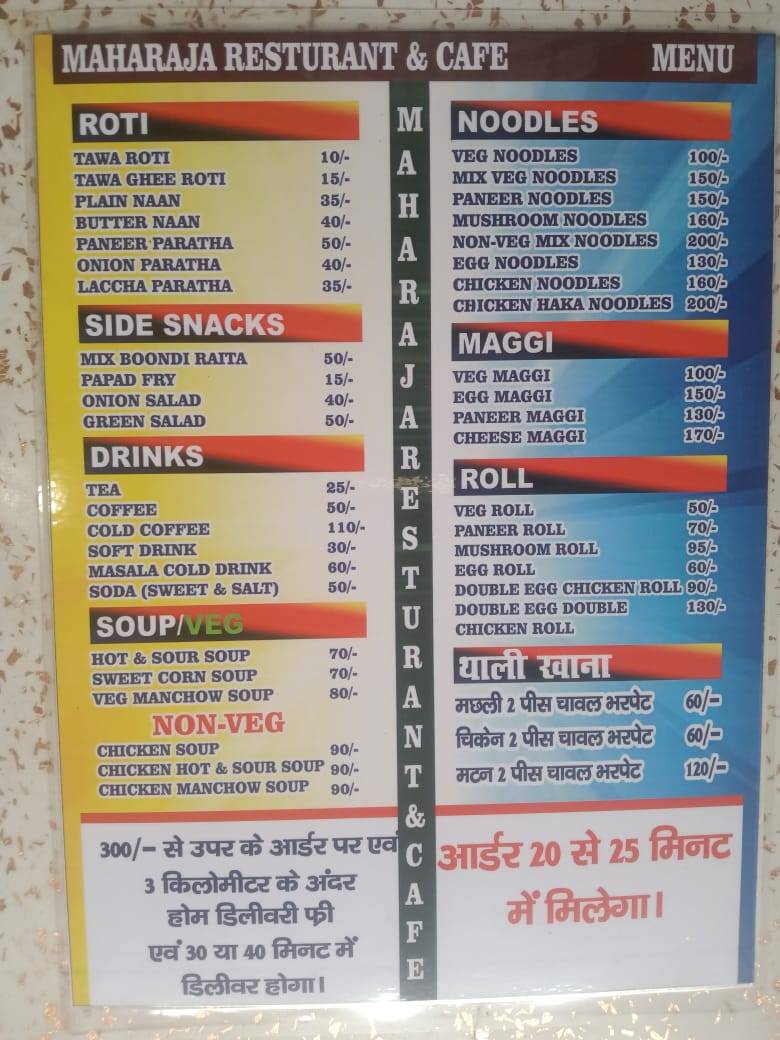 MAHARAJA RESTURANT & CAFE MENU
ROTI
TAWA ROTI 10/-
TAWA GHEE ROTI 15/-
PLAIN NAAN 35/-
BUTTER NAAN 40/-
PANEER PARATHA 50/-
ONION PARATHA 40/-
LACCHA PARATHA 35/-
SIDE SNACKS
MIX BOONDI RAITA 50/-
PAPAD FRY 15/-
ONION SALAD 40/-
GREEN SALAD 50/-
DRINKS
TEA 25/-
COFFEE 50/-
COLD COFFEE 110/-
SOFT DRINK 30/-
MASALA COLD DRINK 60/-
SODA (SWEET & SALT) 50/-
SOUP/VEG
HOT & SOUR SOUP 70/-
SWEET CORN SOUP 70/-
VEG MANCHOW SOUP 80/-
NON-VEG
CHICKEN SOUP 90/-
CHICKEN HOT & SOUR SOUP 90/-
CHICKEN MANCHOW SOUP 90/-
300/- से उपर के आर्डर पर एवं
3 किलोमीटर के अंदर
होम डिलीवरी फ्री
एवं 30 या 40 मिनट में
डिलीवर होगा।
MAHARAJA RESTURANT & CAFE
NOODLES
VEG NOODLES 100/-
MIX VEG NOODLES 150/-
PANEER NOODLES 150/-
MUSHROOM NOODLES 160/-
NON-VEG MIX NOODLES 200/-
EGG NOODLES 130/-
CHICKEN NOODLES 160/-
CHICKEN HAKA NOODLES 200/-
MAGGI
VEG MAGGI 100/-
EGG MAGGI 150/-
PANEER MAGGI 130/-
CHEESE MAGGI 170/-
ROLL
VEG ROLL 50/-
PANEER ROLL 70/-
MUSHROOM ROLL 95/-
EGG ROLL 60/-
DOUBLE EGG CHICKEN ROLL 90/-
DOUBLE EGG DOUBLE 130/-
CHICKEN ROLL
थाली खाना
मछली 2 पीस चावल भरपेट 60/-
चिकेन 2 पीस चावल भरपेट 60/-
मटन 2 पीस चावल भरपेट 120/-
आर्डर 20 से 25 मिनट
में मिलेगा।